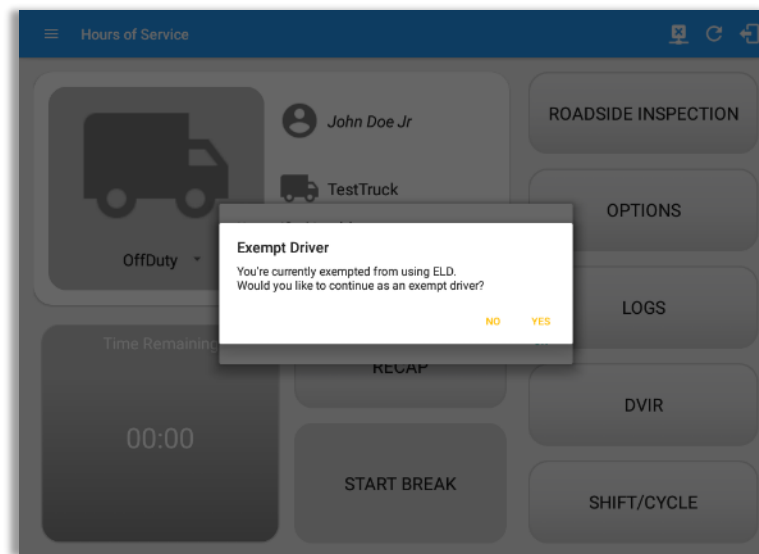 Hours of Service
John Doe Jr
TestTruck
OffDuty
Exempt Driver
You're currently exempted from using ELD.
Would you like to continue as an exempt driver?
NO YES
Time Remaining
00:00
RECAP
START BREAK
ROADSIDE INSPECTION
OPTIONS
LOGS
DVIR
SHIFT/CYCLE